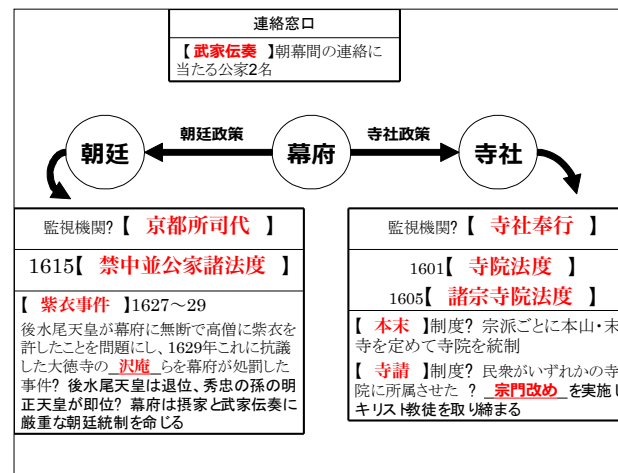 連絡窓口
【 武家伝奏 】朝幕間の連絡に
当たる公家2名
朝廷
朝廷政策
幕府
寺社政策
寺社
監視機関?【 京都所司代 】
1615【 禁中並公家諸法度 】
【 紫衣事件 】1627～29
後水尾天皇が幕府に無断で高僧に紫衣を
許したことを問題にし、1629年これに抗議
した大徳寺の 沢庵 らを幕府が処罰した
事件? 後水尾天皇は退位、秀忠の孫の明
正天皇が即位? 幕府は摂家と武家伝奏に
厳重な朝廷統制を命じる
監視機関?【 寺社奉行 】
1601【 寺院法度 】
1605【 諸宗寺院法度 】
【 本末 】制度? 宗派ごとに本山・末
寺を定めて寺院を統制
【 寺請 】制度? 民衆がいずれかの寺
院に所属させた ? 宗門改め を実施し
キリスト教徒を取り締まる